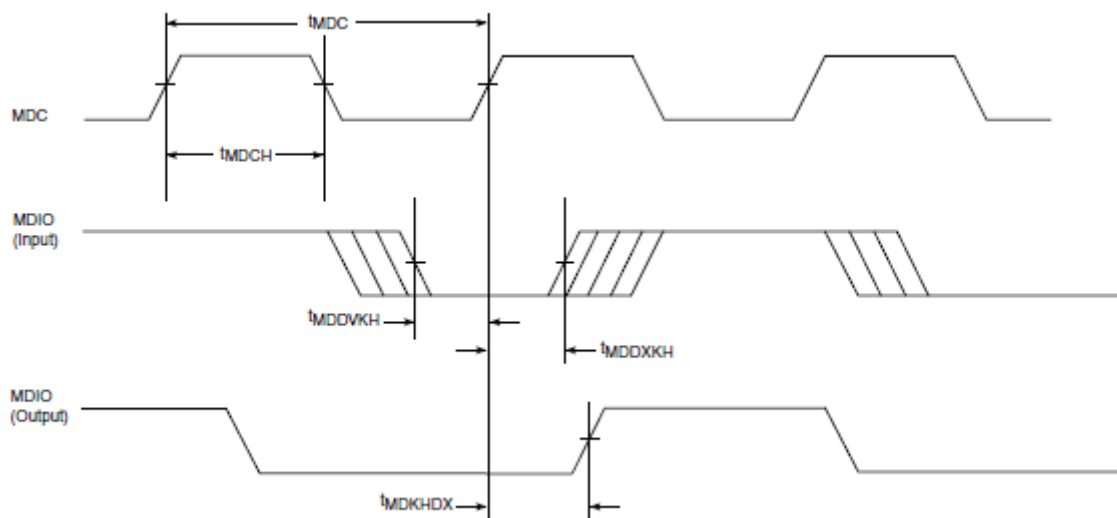 tMDC
MDC
tMDCH
MDIO
(Input)
tMDDVKH
tMDDXKH
MDIO
(Output)
tMDKHDX